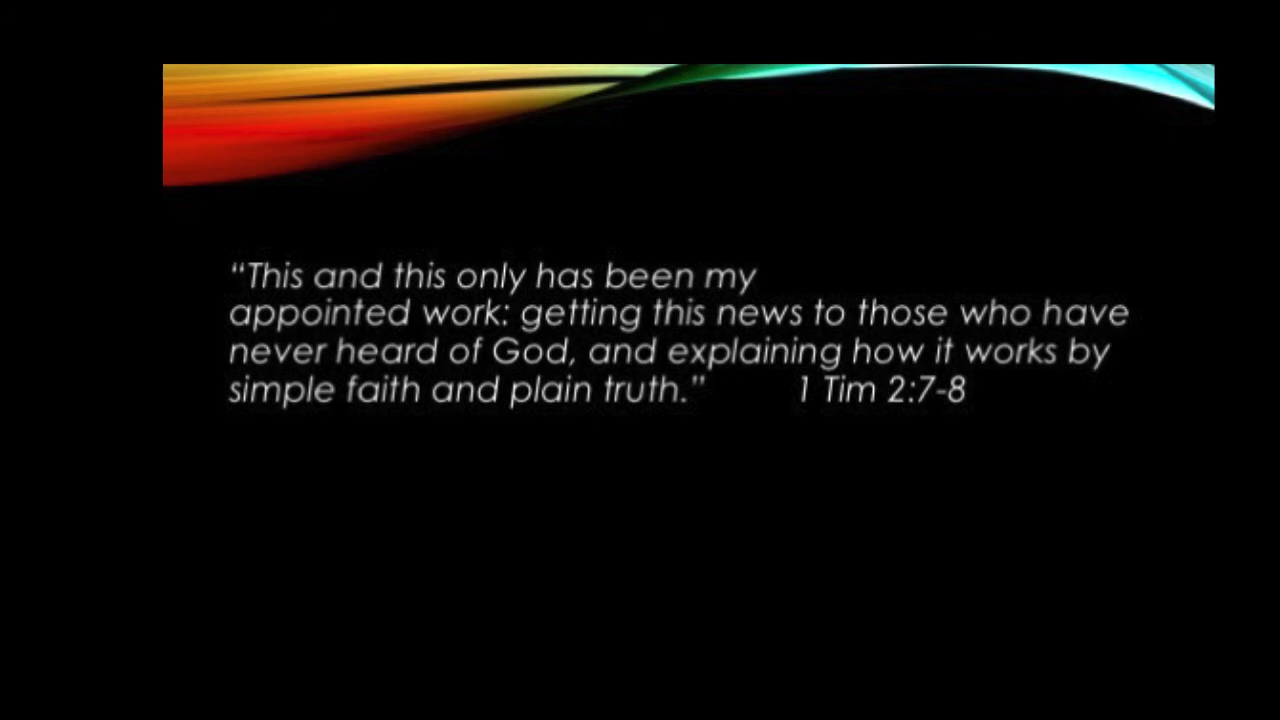 “This and this only has been my
appointed work: getting this news to those who have
never heard of God, and explaining how it works by
simple faith and plain truth.” 1 Tim 2:7-8